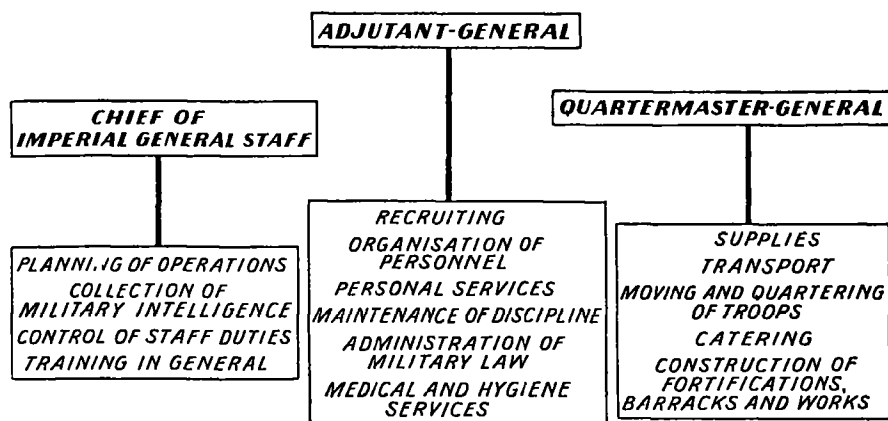 ADJUTANT-GENERAL
CHIEF OF
IMPERIAL GENERAL STAFF
QUARTERMASTER-GENERAL
PLANNING OF OPERATIONS
COLLECTION OF
MILITARY INTELLIGENCE
CONTROL OF STAFF DUTIES
TRAINING IN GENERAL
RECRUITING
ORGANISATION OF
PERSONNEL
PERSONAL SERVICES
MAINTENANCE OF DISCIPLINE
ADMINISTRATION OF
MILITARY LAW
MEDICAL AND HYGIENE
SERVICES
SUPPLIES
TRANSPORT
MOVING AND QUARTERING
OF TROOPS
CATERING
CONSTRUCTION OF
FORTIFICATIONS,
BARRACKS AND WORKS